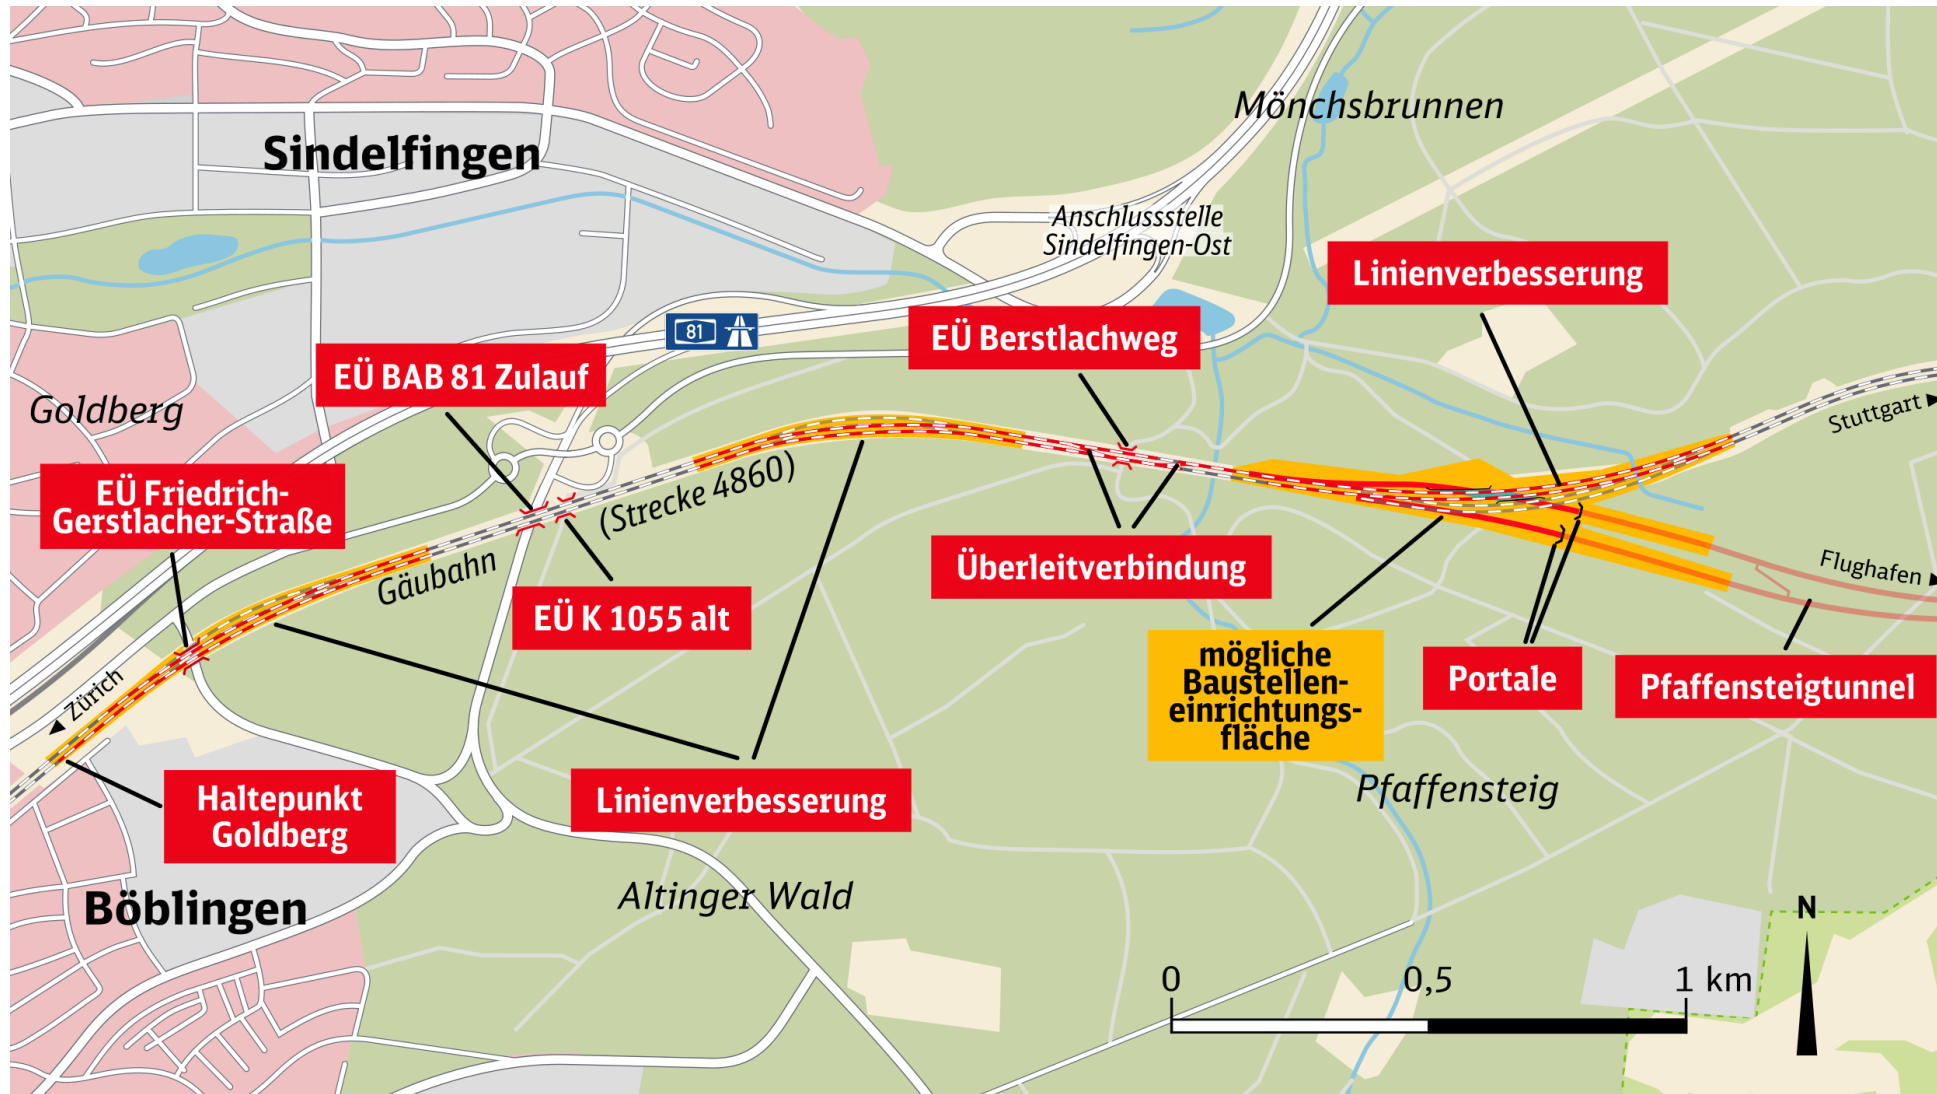 Mönchsbrunnen
Sindelfingen
Anschlussstelle
Sindelfingen-Ost
Linienverbesserung
81
EÜ Berstlachweg
EÜ BAB 81 Zulauf
Goldberg
Stuttgart
EÜ Friedrich-
Gerstlacher-Straße
(Strecke 4860)
Gäubahn
Überleitverbindung
Flughafen
EÜ K 1055 alt
mögliche
Baustellen-
einrichtungs-
fläche
Portale
Pfaffensteigtunnel
Zürich
Haltepunkt
Goldberg
Linienverbesserung
Pfaffensteig
Böblingen
Altinger Wald
N
0 0,5 1 km